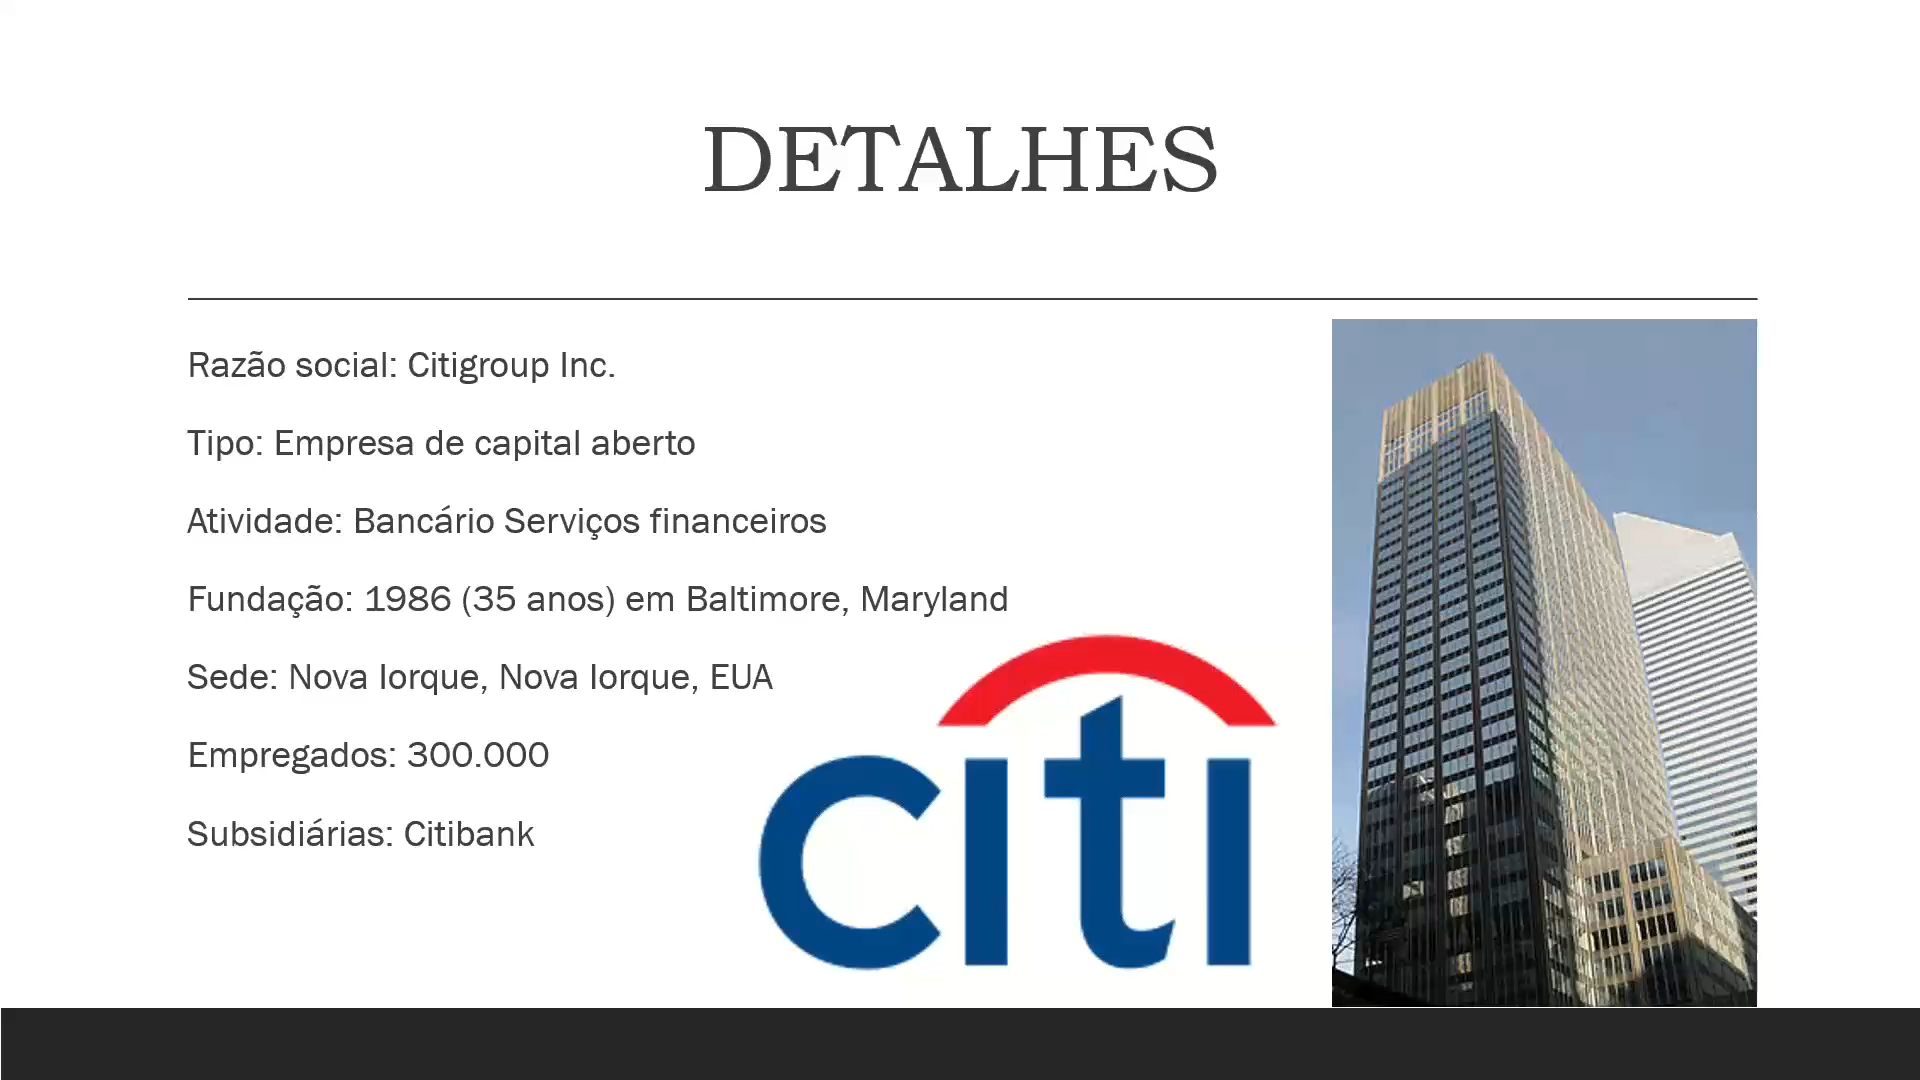 DETALHES
Razão social: Citigroup Inc.
Tipo: Empresa de capital aberto
Atividade: Bancário Serviços financeiros
Fundação: 1986 (35 anos) em Baltimore, Maryland
Sede: Nova Iorque, Nova Iorque, EUA
Empregados: 300.000
Subsidiárias: Citibank
citi